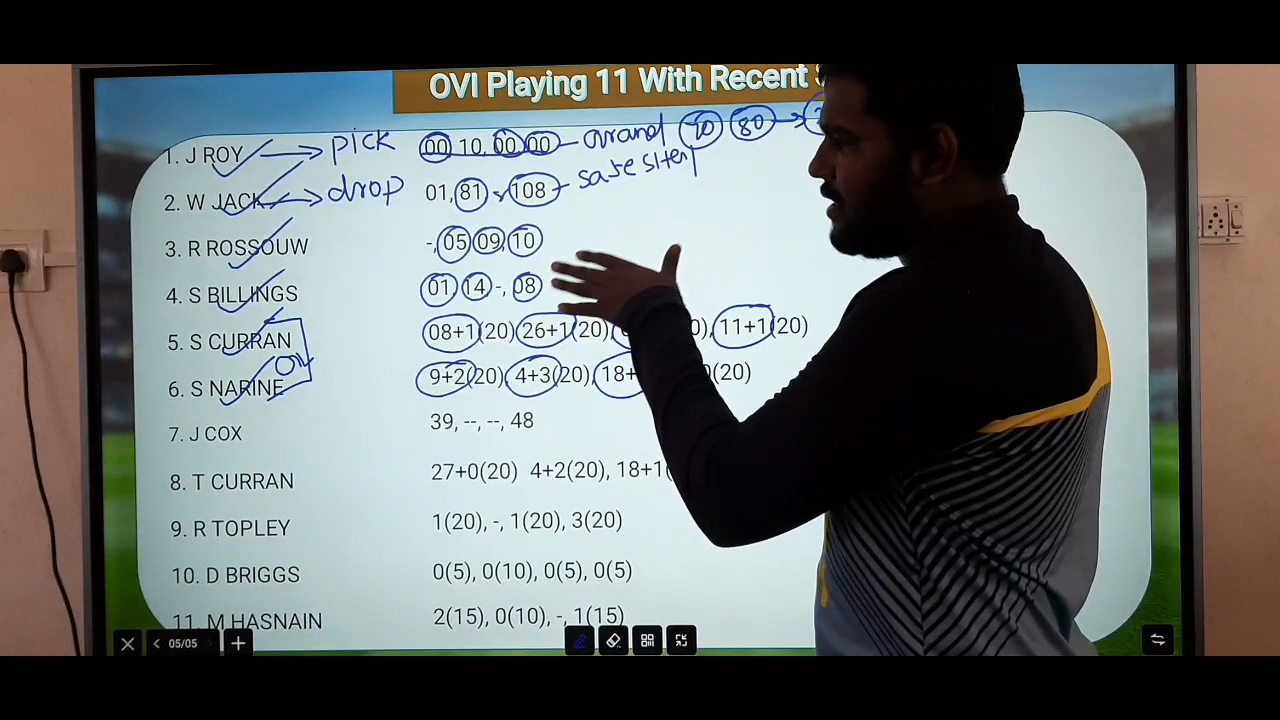 OVI Playing 11 With Recent
1. J ROY pick 00 10, 00 00 - Ground 70 80
2. W JACK drop 01, 81, 108 - safe sitey
3. R ROSSOUW -, 05 09, 10
4. S BILLINGS 01 14 -, 08
5. S CURRAN 08+1(20) 26+1(20), 11+1(20)
6. S NARINE 9+2(20), 4+3(20), 18+ (20)
7. J COX 39, --, --, 48
8. T CURRAN 27+0(20) 4+2(20), 18+1(
9. R TOPLEY 1(20), -, 1(20), 3(20)
10. D BRIGGS 0(5), 0(10), 0(5), 0(5)
11. M HASNAIN 2(15), 0(10), -, 1(15)
05/05